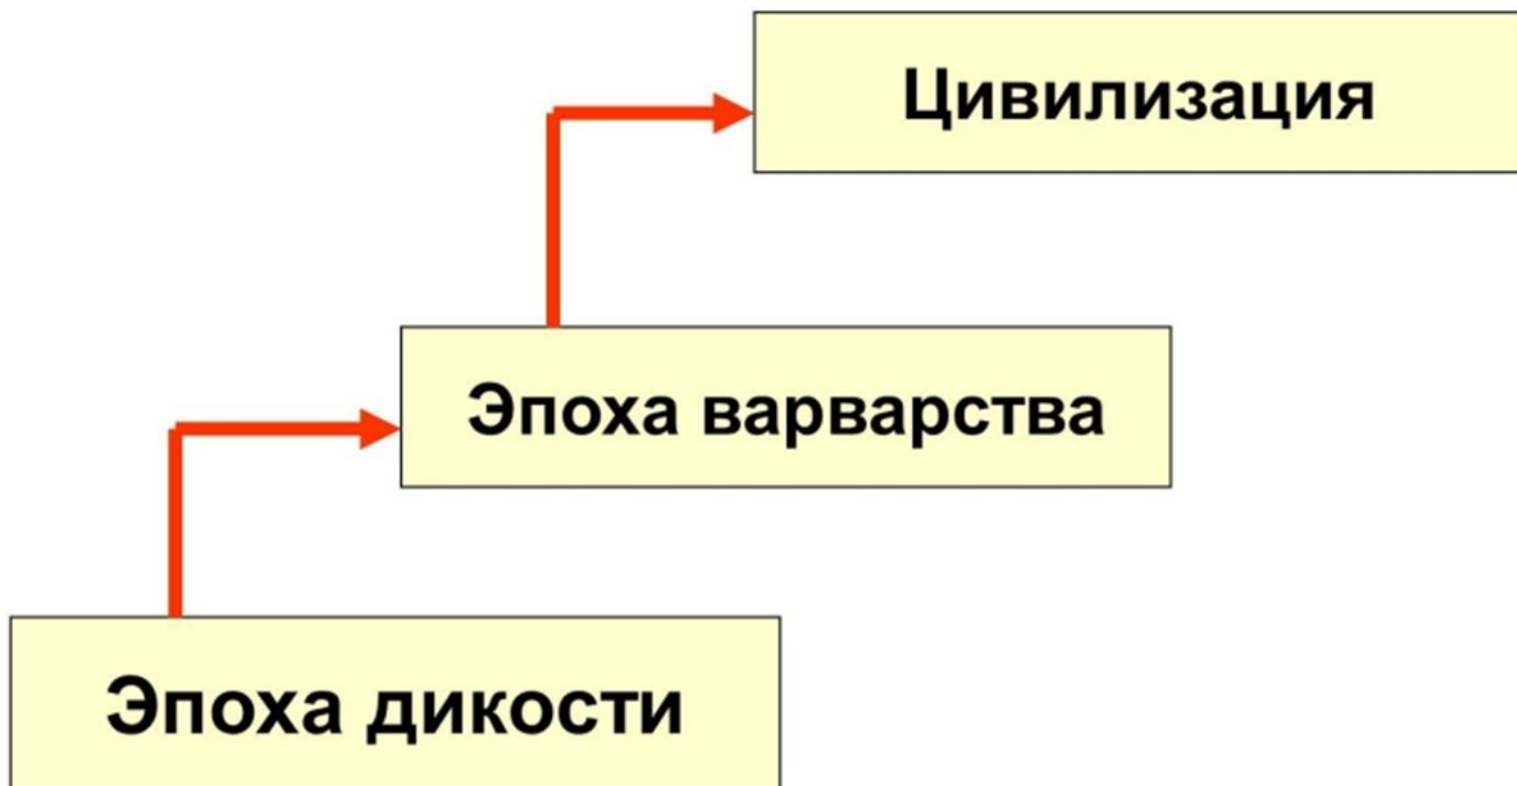 Цивилизация
Эпоха варварства
Эпоха дикости